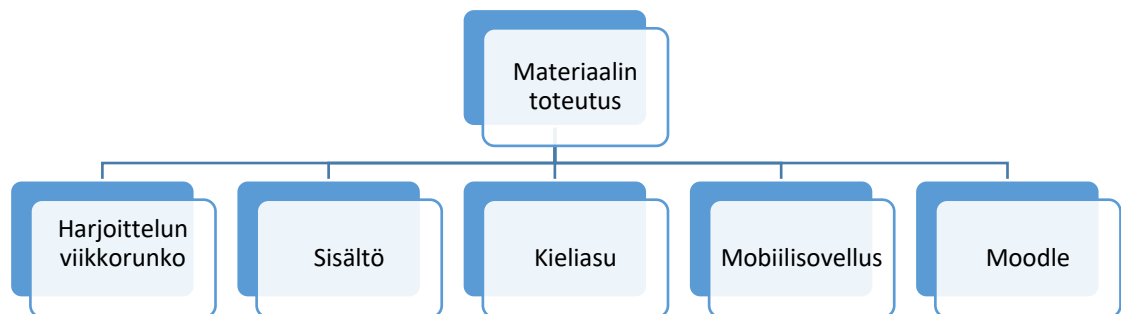 Materiaalin
toteutus
Harjoittelun
viikkorunko
Sisältö
Kieliasu
Mobiilisovellus
Moodle